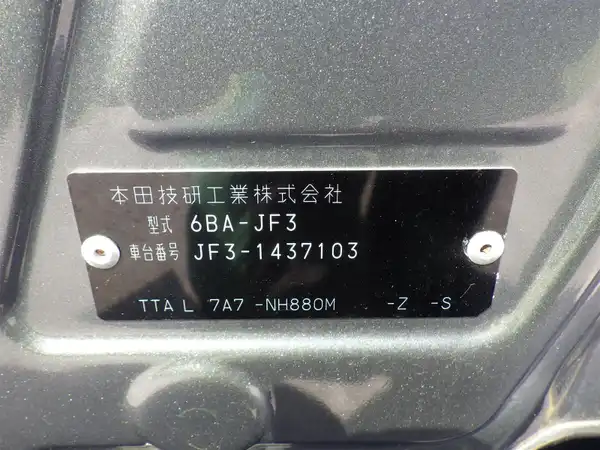 本田技研工業株式会社
型式 6BA-JF3
車台番号 JF3-1437103
TTA L 7A7 -NH880M -Z -S